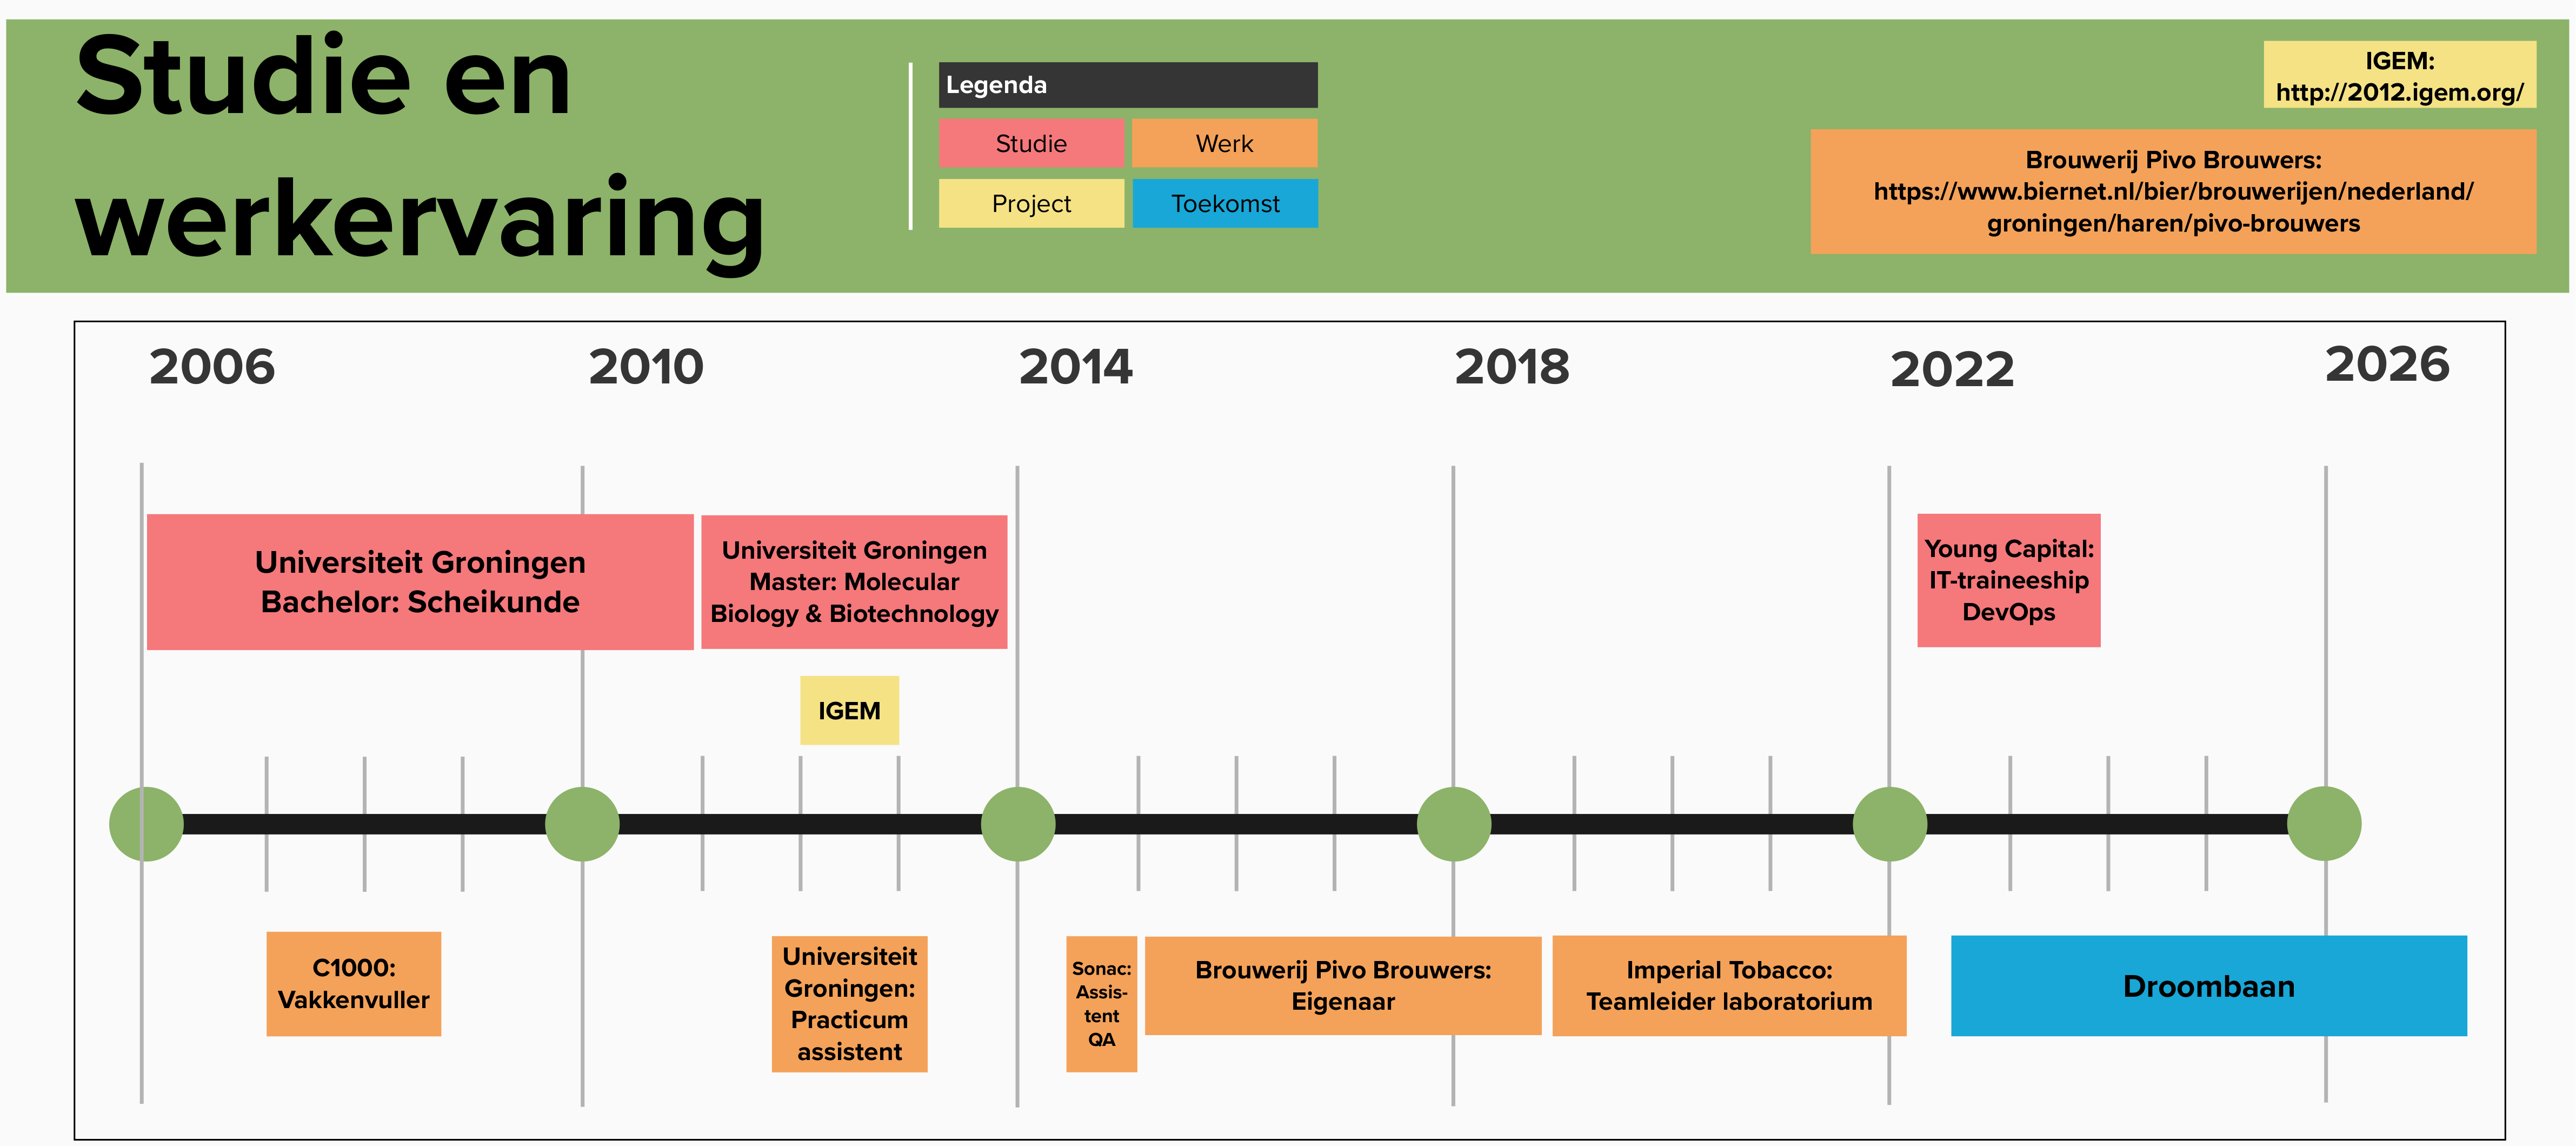 Studie en
werkervaring
Legenda
Studie
Werk
Project
Toekomst
IGEM:
http://2012.igem.org/
Brouwerij Pivo Brouwers:
https://www.biernet.nl/bier/brouwerijen/nederland/
groningen/haren/pivo-brouwers
2006
2010
2014
2018
2022
2026
Universiteit Groningen
Bachelor: Scheikunde
Universiteit Groningen
Master: Molecular
Biology & Biotechnology
Young Capital:
IT-traineeship
DevOps
IGEM
C1000:
Vakkenvuller
Universiteit
Groningen:
Practicum
assistent
Sonac:
Assis-
tent
QA
Brouwerij Pivo Brouwers:
Eigenaar
Imperial Tobacco:
Teamleider laboratorium
Droombaan